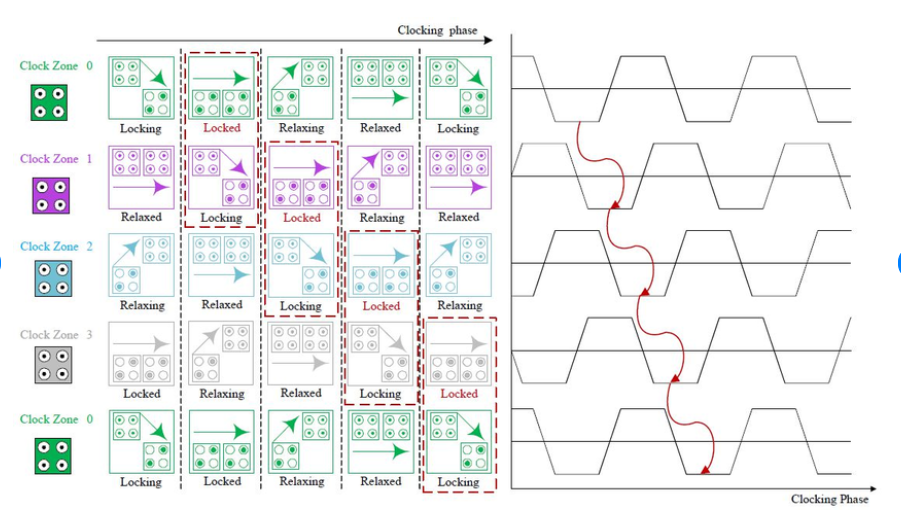 Clocking phase
Clock Zone 0
Locking Locked Relaxing Relaxed Locking
Clock Zone 1
Relaxed Locking Locked Relaxing Relaxed
Clock Zone 2
Relaxing Relaxed Locking Locked Relaxing
Clock Zone 3
Locked Relaxing Relaxed Locking Locked
Clock Zone 0
Locking Locked Relaxing Relaxed Locking
Clocking Phase